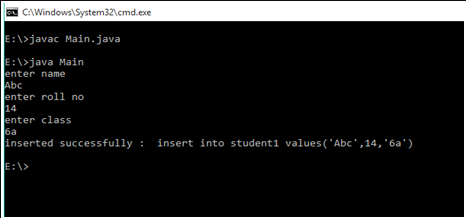 C:\Windows\System32\cmd.exe
E:\>javac Main.java
E:\>java Main
enter name
Abc
enter roll no
14
enter class
6a
inserted successfully :  insert into student1 values('Abc',14,'6a')
E:\>